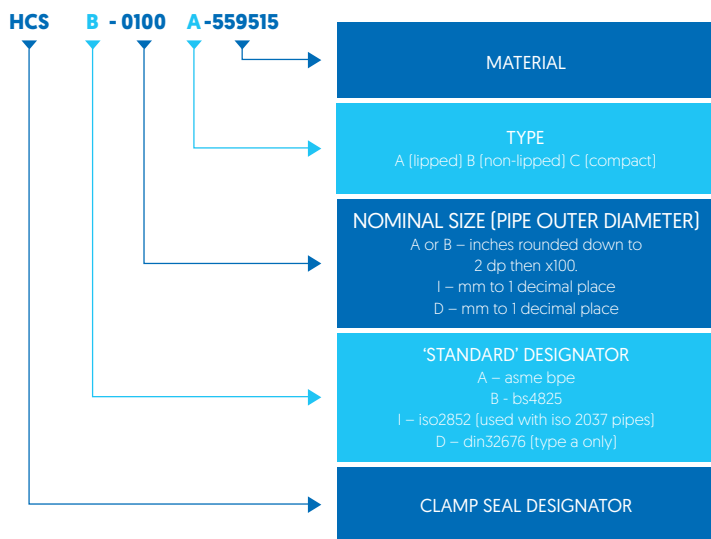 HCS B - 0100 A -559515
MATERIAL
TYPE
A (lipped) B (non-lipped) C (compact)
NOMINAL SIZE (PIPE OUTER DIAMETER)
A or B – inches rounded down to
2 dp then x100.
I – mm to 1 decimal place
D – mm to 1 decimal place
‘STANDARD’ DESIGNATOR
A – asme bpe
B - bs4825
I – iso2852 (used with iso 2037 pipes)
D – din32676 (type a only)
CLAMP SEAL DESIGNATOR